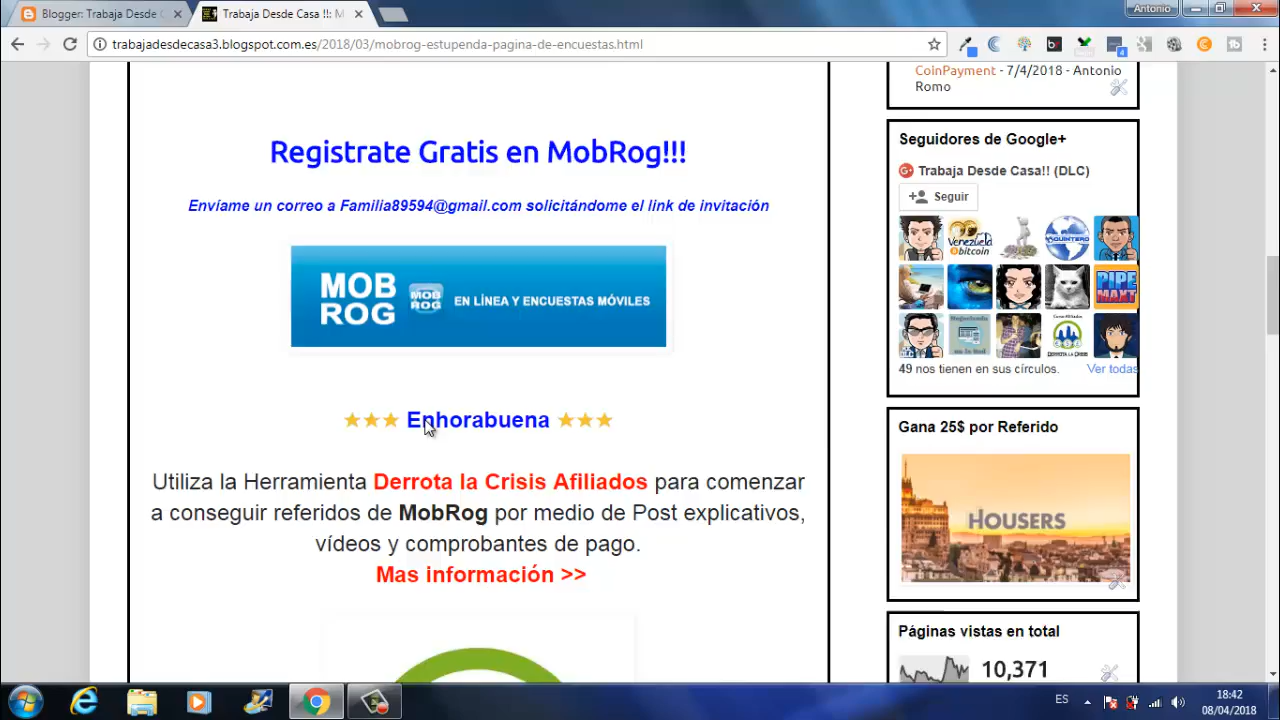 Blogger: Trabaja Desde C
Trabaja Desde Casa !!: M
Antonio
trabajadesdecasa3.blogspot.com.es/2018/03/mobrog-estupenda-pagina-de-encuestas.html
Registrate Gratis en MobRog!!!
Envíame un correo a Familia89594@gmail.com solicitándome el link de invitación
MOB
ROG
MOB
ROG
EN LÍNEA Y ENCUESTAS MÓVILES
★★★ Enhorabuena ★★★
Utiliza la Herramienta Derrota la Crisis Afiliados para comenzar
a conseguir referidos de MobRog por medio de Post explicativos,
vídeos y comprobantes de pago.
Mas información >>
CoinPayment - 7/4/2018 - Antonio
Romo
Seguidores de Google+
Trabaja Desde Casa!! (DLC)
Seguir
Venezuela
bitcoin
QUINTERO
PIPE
MAXT
DLC
DERROTA LA CRISIS
49 nos tienen en sus círculos.
Ver todas
Gana 25$ por Referido
HOUSERS
Páginas vistas en total
10,371
ES
18:42
08/04/2018